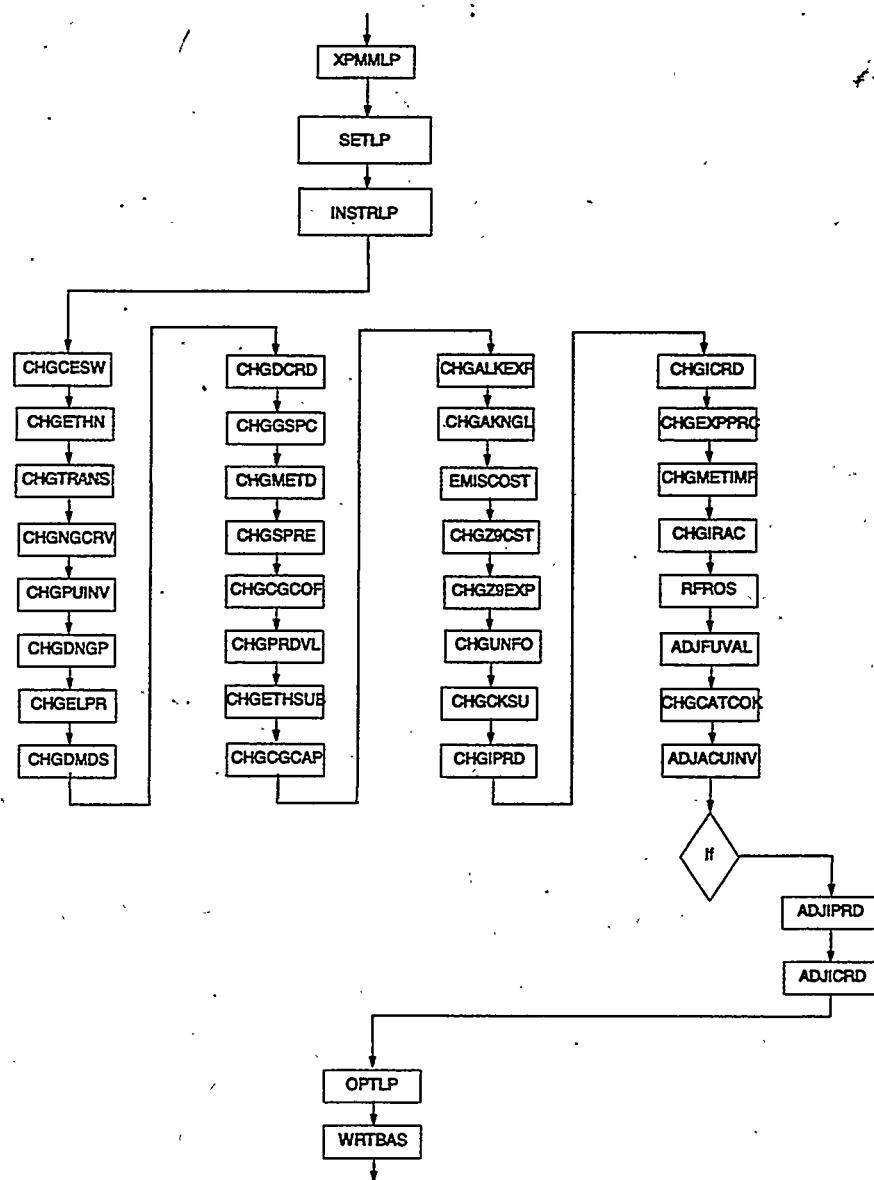 XPMMLP
SETLP
INSTRLP
CHGCESW
CHGETHN
CHGTRANS
CHGNGCRV
CHGPUINV
CHGDNGP
CHGELPR
CHGDMDS
CHGDCRD
CHGGSPC
CHGMETD
CHGSPRE
CHGCGCOF
CHGPRDVL
CHGETHSUB
CHGCGCAP
CHGALKEXP
CHGAKNGL
EMISCOST
CHGZ9CST
CHGZ9EXP
CHGUNFO
CHGCKSU
CHGIPRD
CHGICRD
CHGEXPPRC
CHGMETIMP
CHGIRAC
RFROS
ADJFUVAL
CHGCATCOK
ADJACUINV
If
ADJIPRD
ADJICRD
OPTLP
WRTBAS